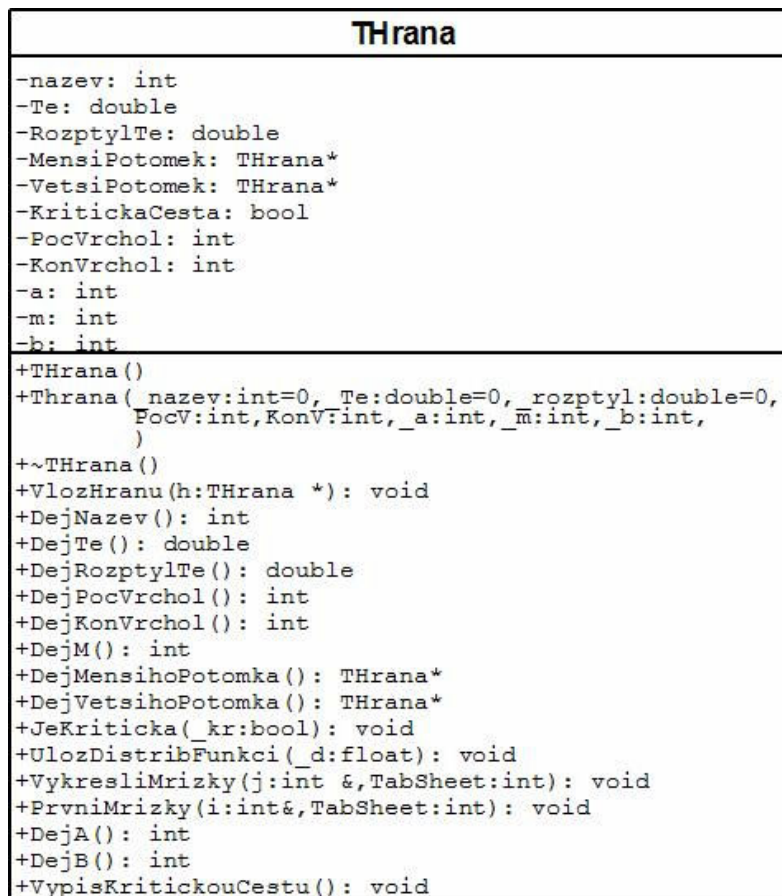 THrana
-nazev: int
-Te: double
-RozptylTe: double
-MensiPotomek: THrana*
-VetsiPotomek: THrana*
-KritickaCesta: bool
-PocVrchol: int
-KonVrchol: int
-a: int
-m: int
-b: int
+THrana()
+Thrana(_nazev:int=0,_Te:double=0,_rozptyl:double=0,
PocV:int,KonV:int,_a:int,_m:int,_b:int,
)
+~THrana()
+VlozHranu(h:THrana *): void
+DejNazev(): int
+DejTe(): double
+DejRozptylTe(): double
+DejPocVrchol(): int
+DejKonVrchol(): int
+DejM(): int
+DejMensihoPotomka(): THrana*
+DejVetsihoPotomka(): THrana*
+JeKriticka(_kr:bool): void
+UlozDistribFunkci(_d:float): void
+VykresliMrizky(j:int &,TabSheet:int): void
+PrvniMrizky(i:int&,TabSheet:int): void
+DejA(): int
+DejB(): int
+VypisKritickouCestu(): void